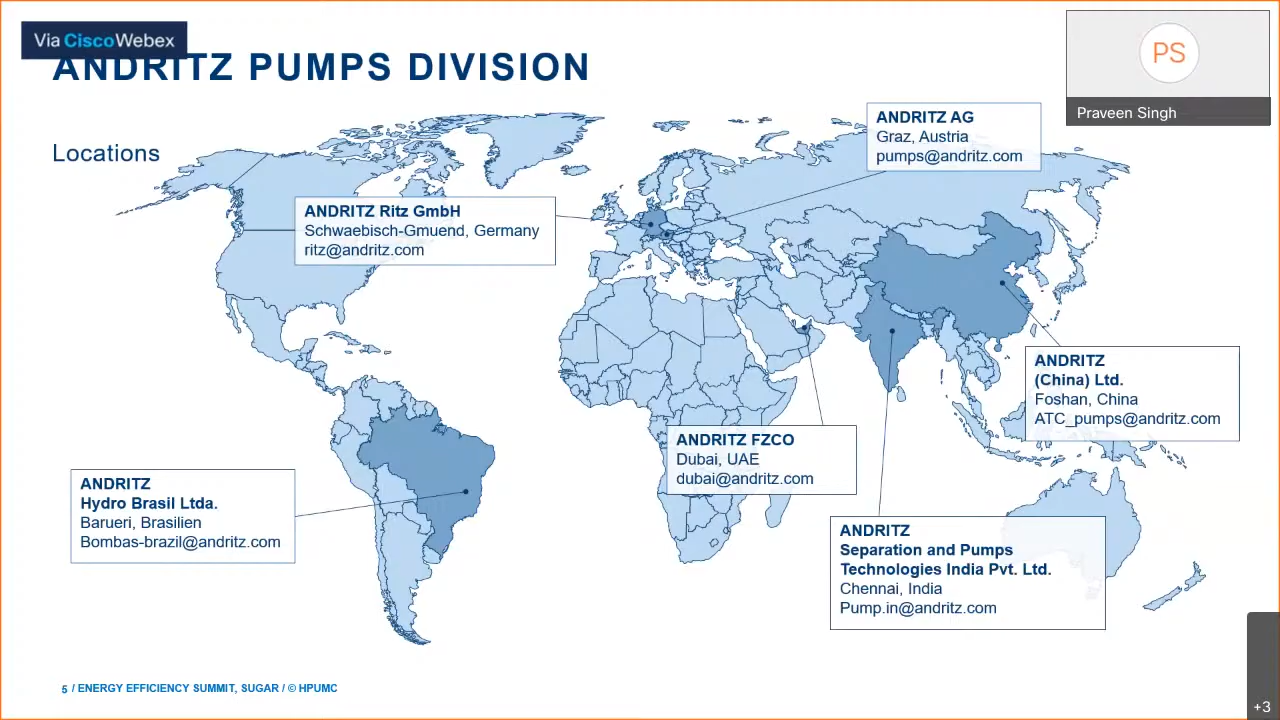 Via Cisco Webex
ANDRITZ PUMPS DIVISION
PS
Praveen Singh
Locations
ANDRITZ AG
Graz, Austria
pumps@andritz.com
ANDRITZ Ritz GmbH
Schwaebisch-Gmuend, Germany
ritz@andritz.com
ANDRITZ
(China) Ltd.
Foshan, China
ATC_pumps@andritz.com
ANDRITZ FZCO
Dubai, UAE
dubai@andritz.com
ANDRITZ
Hydro Brasil Ltda.
Barueri, Brasilien
Bombas-brazil@andritz.com
ANDRITZ
Separation and Pumps
Technologies India Pvt. Ltd.
Chennai, India
Pump.in@andritz.com
5 / ENERGY EFFICIENCY SUMMIT, SUGAR / © HPUMC
+3